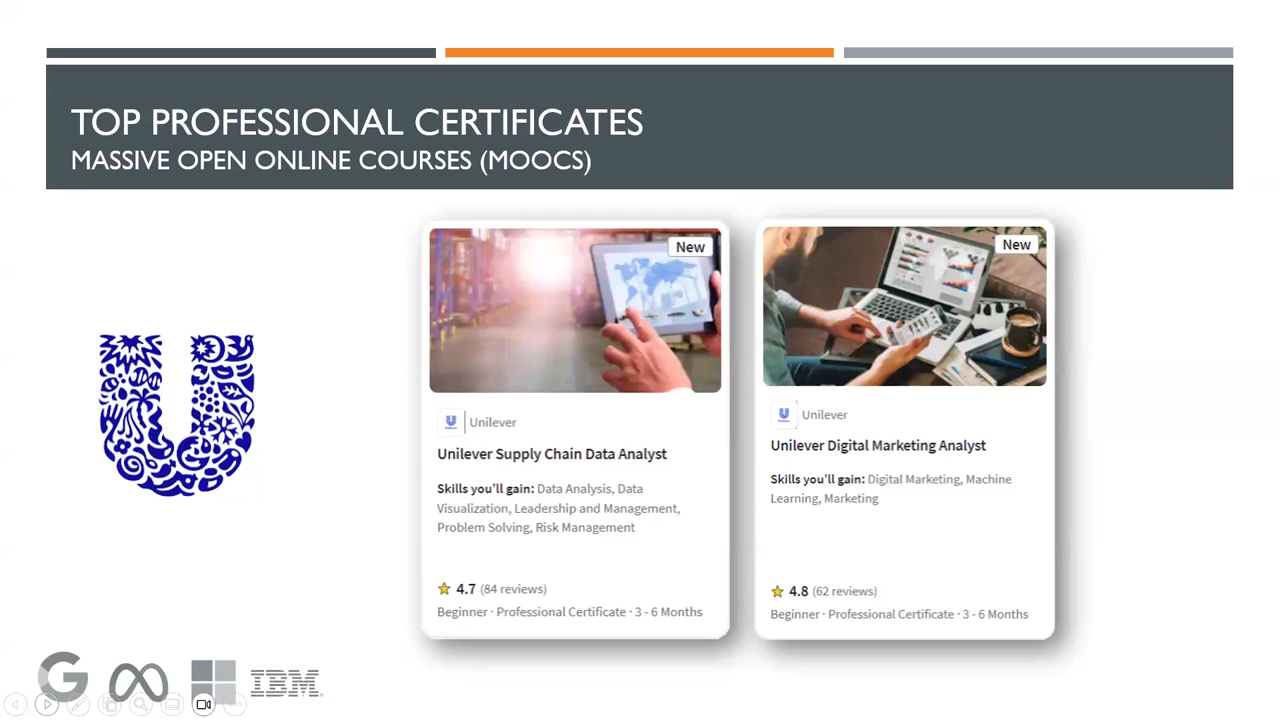 TOP PROFESSIONAL CERTIFICATES
MASSIVE OPEN ONLINE COURSES (MOOCS)
New
Unilever
Unilever Supply Chain Data Analyst
Skills you'll gain: Data Analysis, Data
Visualization, Leadership and Management,
Problem Solving, Risk Management
4.7 (84 reviews)
Beginner · Professional Certificate · 3 - 6 Months
New
Unilever
Unilever Digital Marketing Analyst
Skills you'll gain: Digital Marketing, Machine
Learning, Marketing
4.8 (62 reviews)
Beginner · Professional Certificate · 3 - 6 Months
IBM